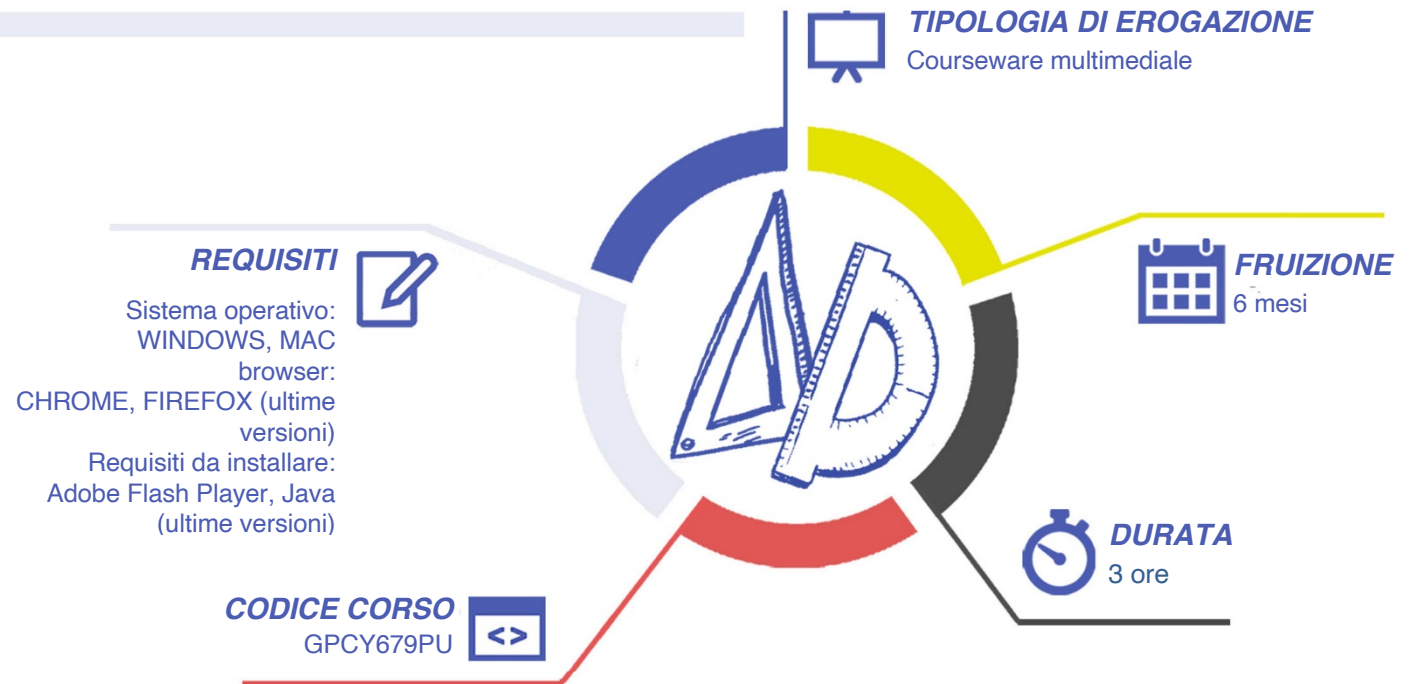 TIPOLOGIA DI EROGAZIONE
Courseware multimediale
REQUISITI
Sistema operativo:
WINDOWS, MAC
browser:
CHROME, FIREFOX (ultime
versioni)
Requisiti da installare:
Adobe Flash Player, Java
(ultime versioni)
FRUIZIONE
6 mesi
DURATA
3 ore
CODICE CORSO
GPCY679PU
<>